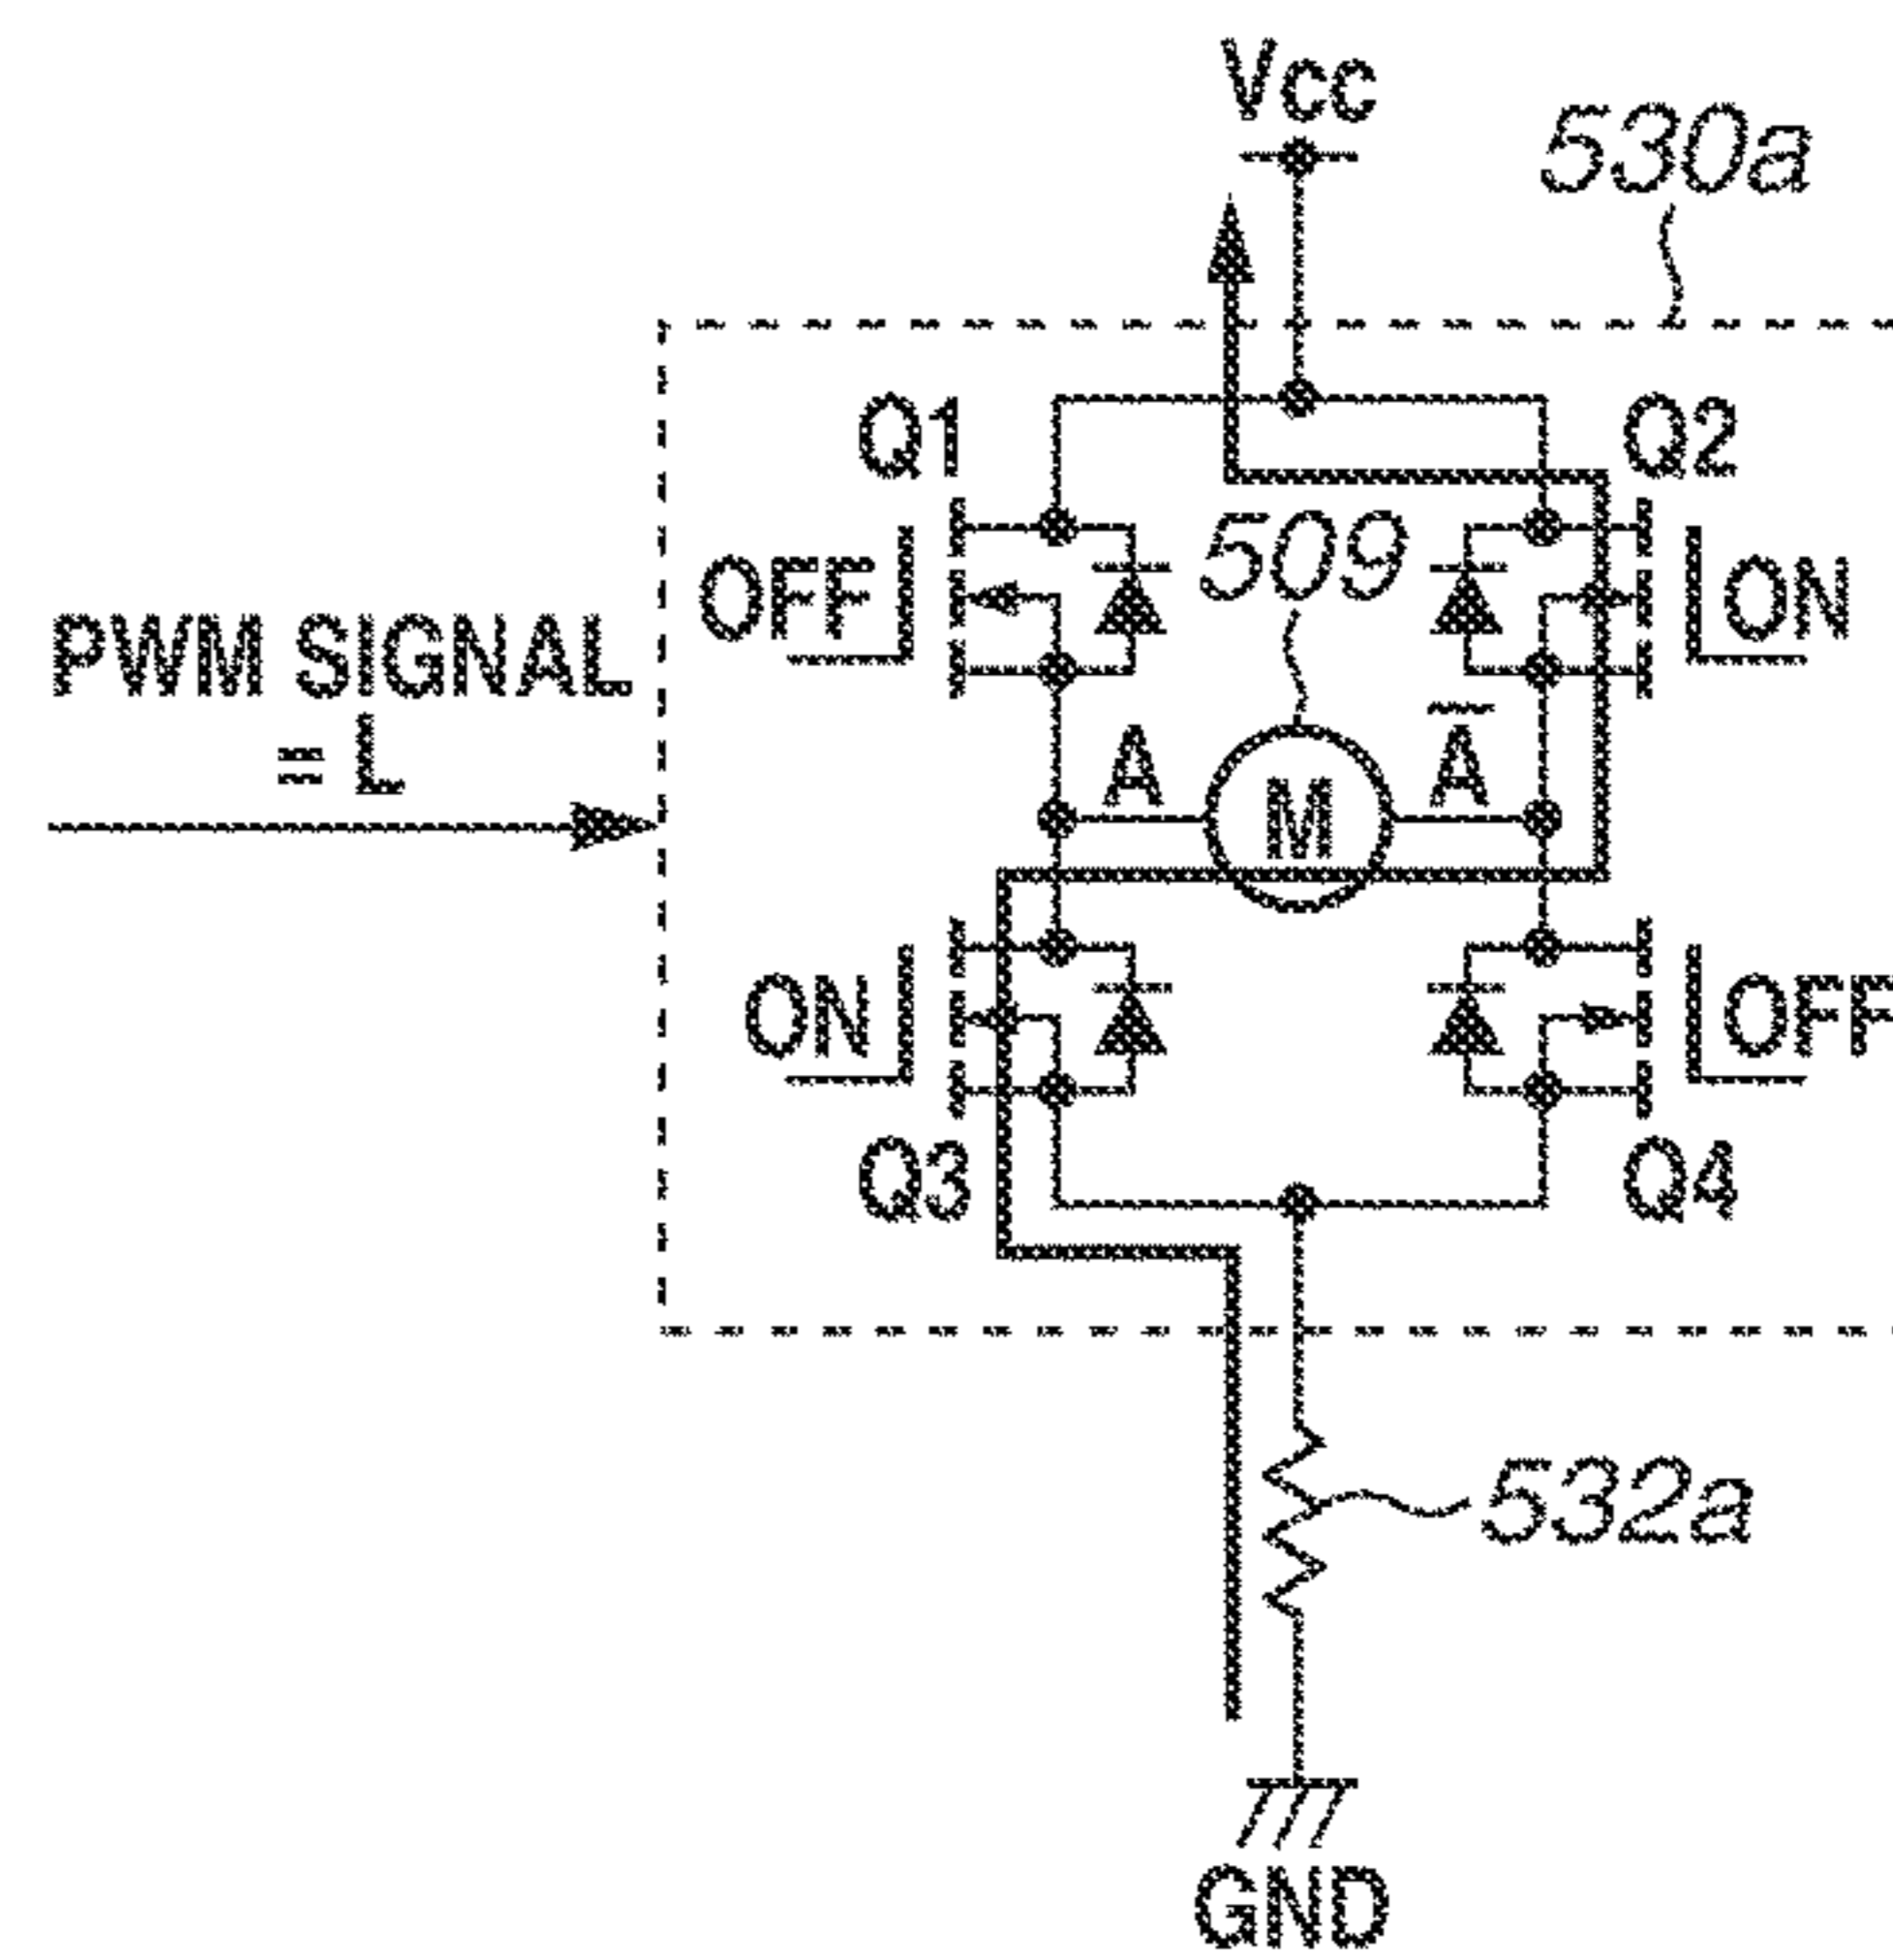 Vcc
530a
Q1
Q2
OFF
509
ON
PWM SIGNAL
= L
A
M
A̅
ON
OFF
Q3
Q4
532a
GND